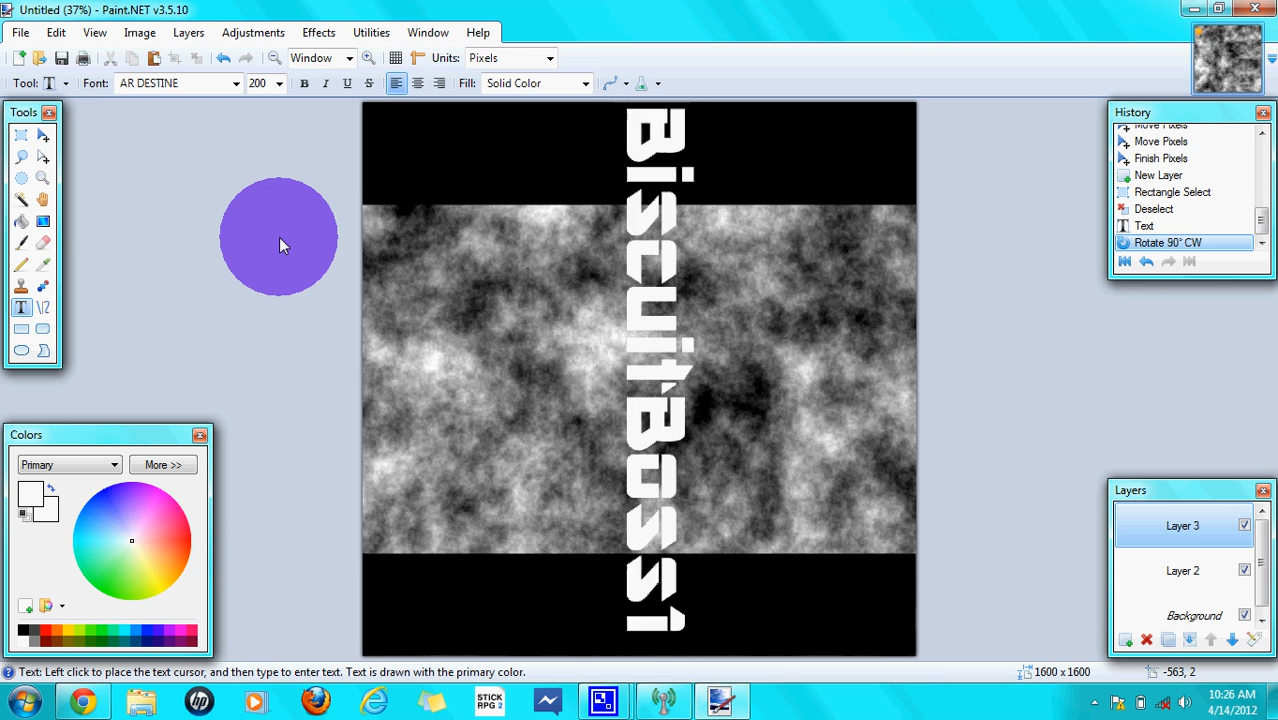 Untitled (37%) - Paint.NET v3.5.10
File Edit View Image Layers Adjustments Effects Utilities Window Help
Window Units: Pixels
Tool: T Font: AR DESTINE 200 B I U S Fill: Solid Color
Tools
BiscuitBoss1
History
Move Pixels
Move Pixels
Finish Pixels
New Layer
Rectangle Select
Deselect
Text
Rotate 90° CW
Colors
Primary More >>
Layers
Layer 3
Layer 2
Background
Text: Left click to place the text cursor, and then type to enter text. Text is drawn with the primary color. 1600 x 1600 -563, 2
hp
STICK
RPG 2
10:26 AM
4/14/2012